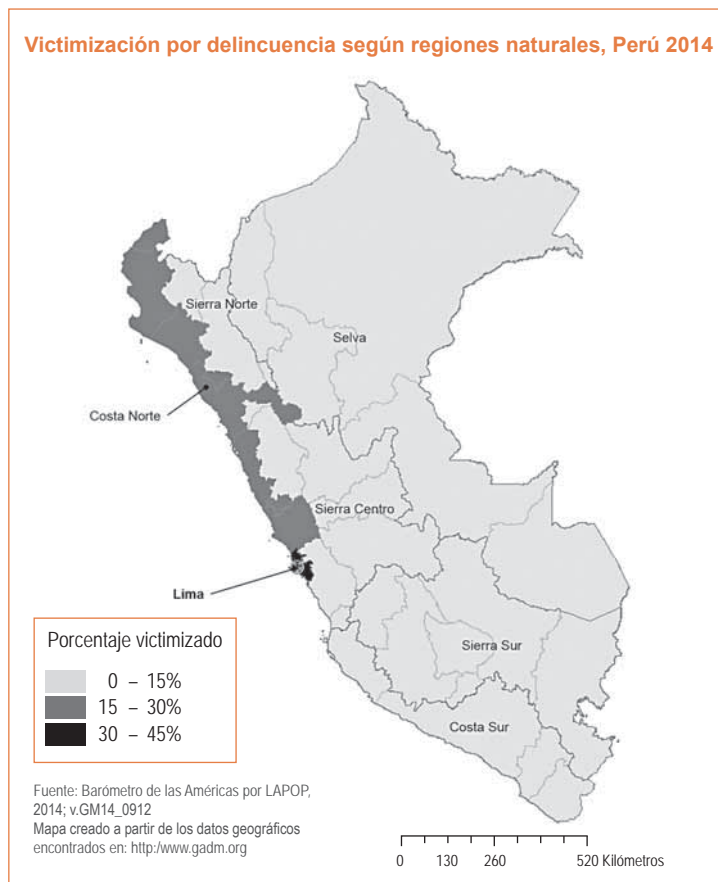 Victimización por delincuencia según regiones naturales, Perú 2014
Sierra Norte
Selva
Costa Norte
Sierra Centro
Lima
Sierra Sur
Costa Sur
Porcentaje victimizado
0 – 15%
15 – 30%
30 – 45%
Fuente: Barómetro de las Américas por LAPOP,
2014; v.GM14_0912
Mapa creado a partir de los datos geográficos
encontrados en: http:/www.gadm.org
0 130 260 520 Kilómetros